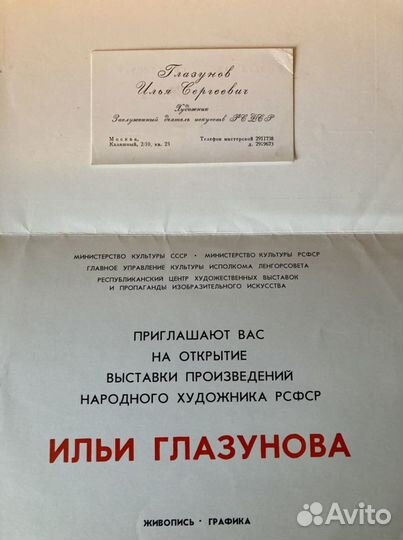 Глазунов
Илья Сергеевич
Художник
Заслуженный деятель искусств РСФСР
Москва, Телефон мастерской 2911738
Калашный, 2/10, кв. 25 д. 2919673
МИНИСТЕРСТВО КУЛЬТУРЫ СССР • МИНИСТЕРСТВО КУЛЬТУРЫ РСФСР
ГЛАВНОЕ УПРАВЛЕНИЕ КУЛЬТУРЫ ИСПОЛКОМА ЛЕНГОРСОВЕТА
РЕСПУБЛИКАНСКИЙ ЦЕНТР ХУДОЖЕСТВЕННЫХ ВЫСТАВОК
И ПРОПАГАНДЫ ИЗОБРАЗИТЕЛЬНОГО ИСКУССТВА
ПРИГЛАШАЮТ ВАС
НА ОТКРЫТИЕ
ВЫСТАВКИ ПРОИЗВЕДЕНИЙ
НАРОДНОГО ХУДОЖНИКА РСФСР
ИЛЬИ ГЛАЗУНОВА
ЖИВОПИСЬ • ГРАФИКА
Avito